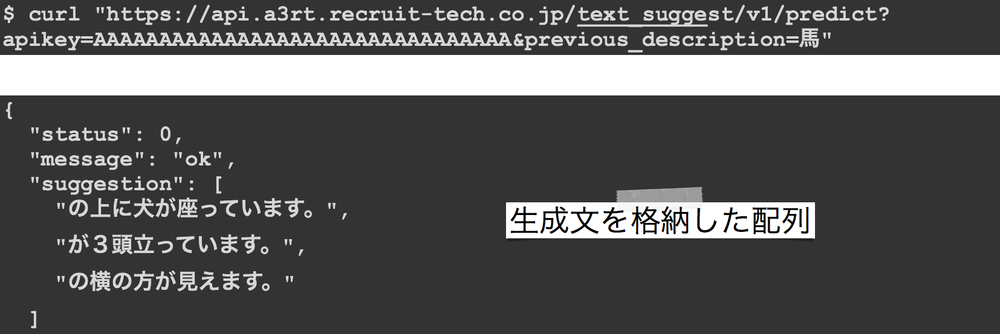 $ curl "https://api.a3rt.recruit-tech.co.jp/text_suggest/v1/predict?
apikey=AAAAAAAAAAAAAAAAAAAAAAAAAAAAAAAA&previous_description=馬"
{
"status": 0,
"message": "ok",
"suggestion": [
"の上に犬が座っています。",
"が３頭立っています。",
"の横の方が見えます。"
]
生成文を格納した配列